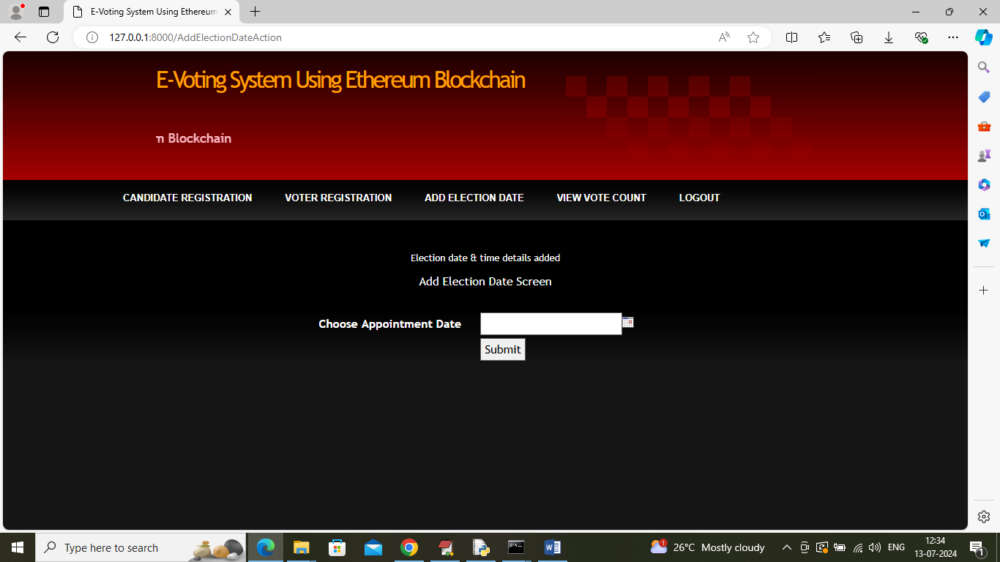 E-Voting System Using Ethereum
127.0.0.1:8000/AddElectionDateAction
E-Voting System Using Ethereum Blockchain
m Blockchain
CANDIDATE REGISTRATION VOTER REGISTRATION ADD ELECTION DATE VIEW VOTE COUNT LOGOUT
Election date & time details added
Add Election Date Screen
Choose Appointment Date
Submit
Type here to search
1
26°C Mostly cloudy
ENG
12:34
13-07-2024
1